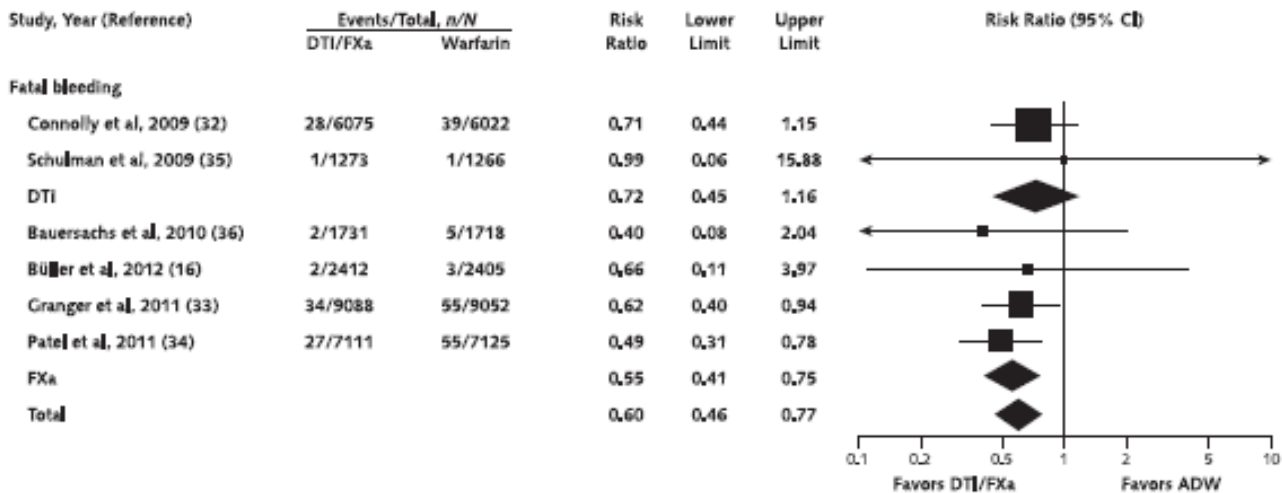 Study, Year (Reference) Events/Total, n/N Risk Ratio Lower Limit Upper Limit Risk Ratio (95% CI)
DTI/FXa Warfarin
Fatal bleeding
Connolly et al, 2009 (32) 28/6075 39/6022 0.71 0.44 1.15
Schulman et al, 2009 (35) 1/1273 1/1266 0.99 0.06 15.88
DTI 0.72 0.45 1.16
Bauersachs et al, 2010 (36) 2/1731 5/1718 0.40 0.08 2.04
Büller et al, 2012 (16) 2/2412 3/2405 0.66 0.11 3.97
Granger et al, 2011 (33) 34/9088 55/9052 0.62 0.40 0.94
Patel et al, 2011 (34) 27/7111 55/7125 0.49 0.31 0.78
FXa 0.55 0.41 0.75
Total 0.60 0.46 0.77
0.1 0.2 0.5 1 2 5 10
Favors DTI/FXa Favors ADW